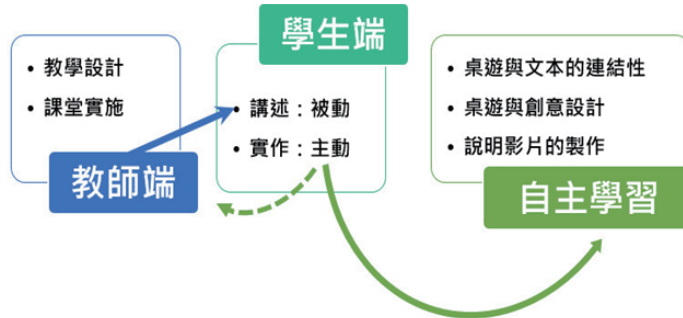 • 教學設計
• 課堂實施
教師端
學生端
• 講述：被動
• 實作：主動
• 桌遊與文本的連結性
• 桌遊與創意設計
• 說明影片的製作
自主學習